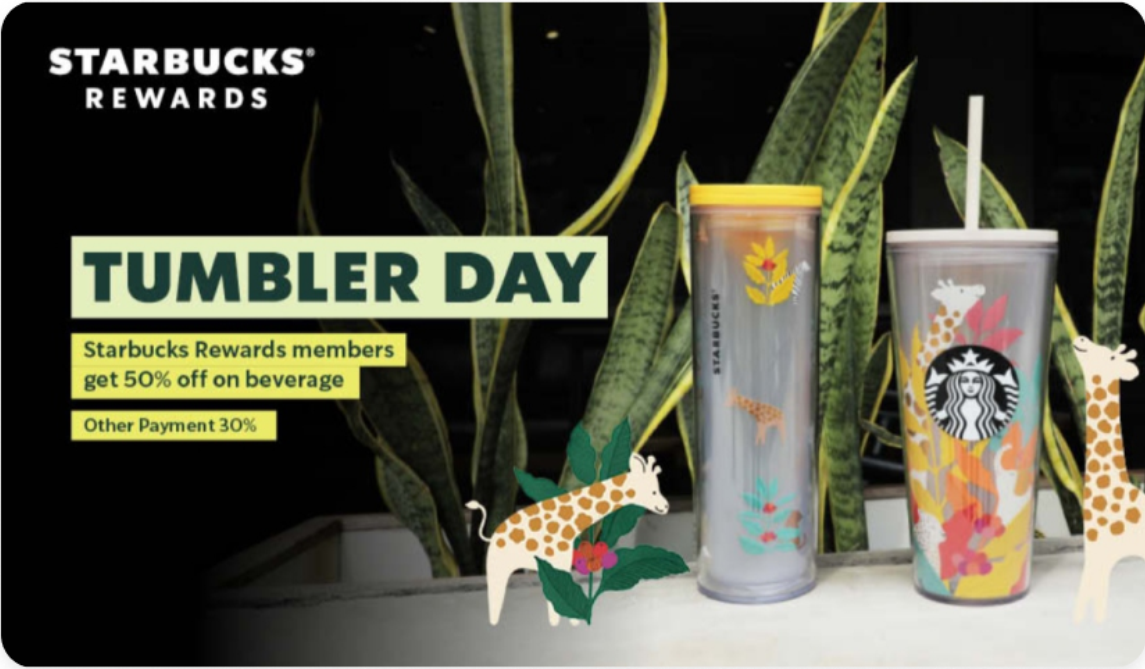 STARBUCKS®
REWARDS
TUMBLER DAY
Starbucks Rewards members
get 50% off on beverage
Other Payment 30%
STARBUCKS